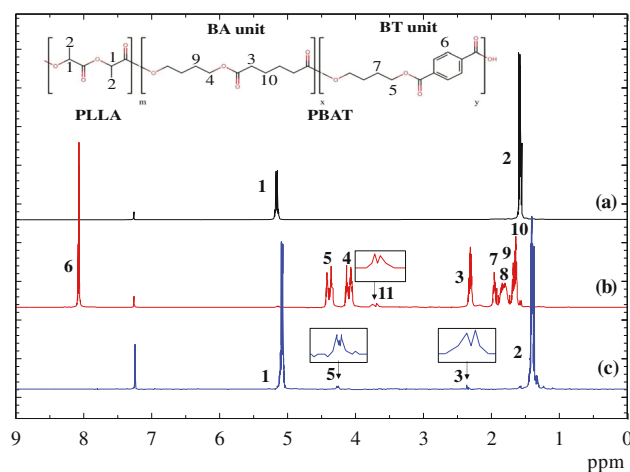 BA unit BT unit
2 1 9 3 7 6
O O O O O O O O O OH
1 2 4 10 5
O O O O O O
m x y
PLLA PBAT
1 2 (a)
6 5 4 11 3 7 8 9 10 (b)
1 5 3 2 (c)
9 8 7 6 5 4 3 2 1 0
ppm